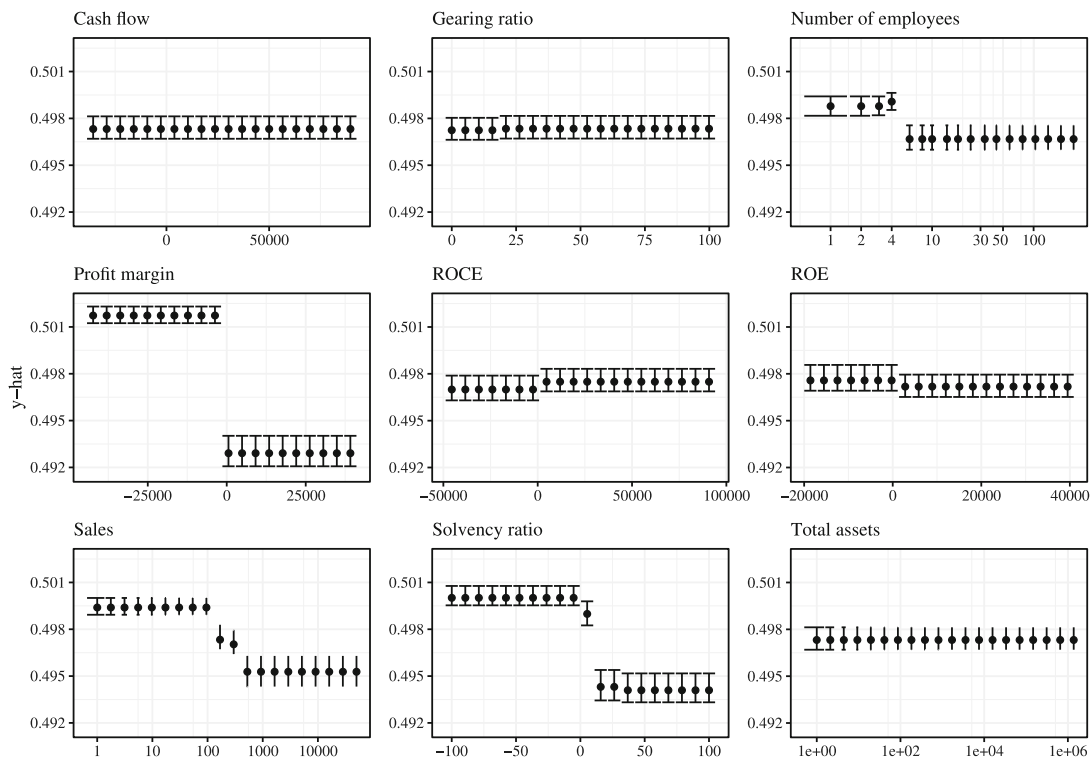 Cash flow
Gearing ratio
Number of employees
0.501
0.498
0.495
0.492
0 50000
0.501
0.498
0.495
0.492
0 25 50 75 100
0.501
0.498
0.495
0.492
1 2 4 10 30 50 100
Profit margin
ROCE
ROE
y−hat
0.501
0.498
0.495
0.492
−25000 0 25000
0.501
0.498
0.495
0.492
−50000 0 50000 100000
0.501
0.498
0.495
0.492
−20000 0 20000 40000
Sales
Solvency ratio
Total assets
0.501
0.498
0.495
0.492
1 10 100 1000 10000
0.501
0.498
0.495
0.492
−100 −50 0 50 100
0.501
0.498
0.495
0.492
1e+00 1e+02 1e+04 1e+06